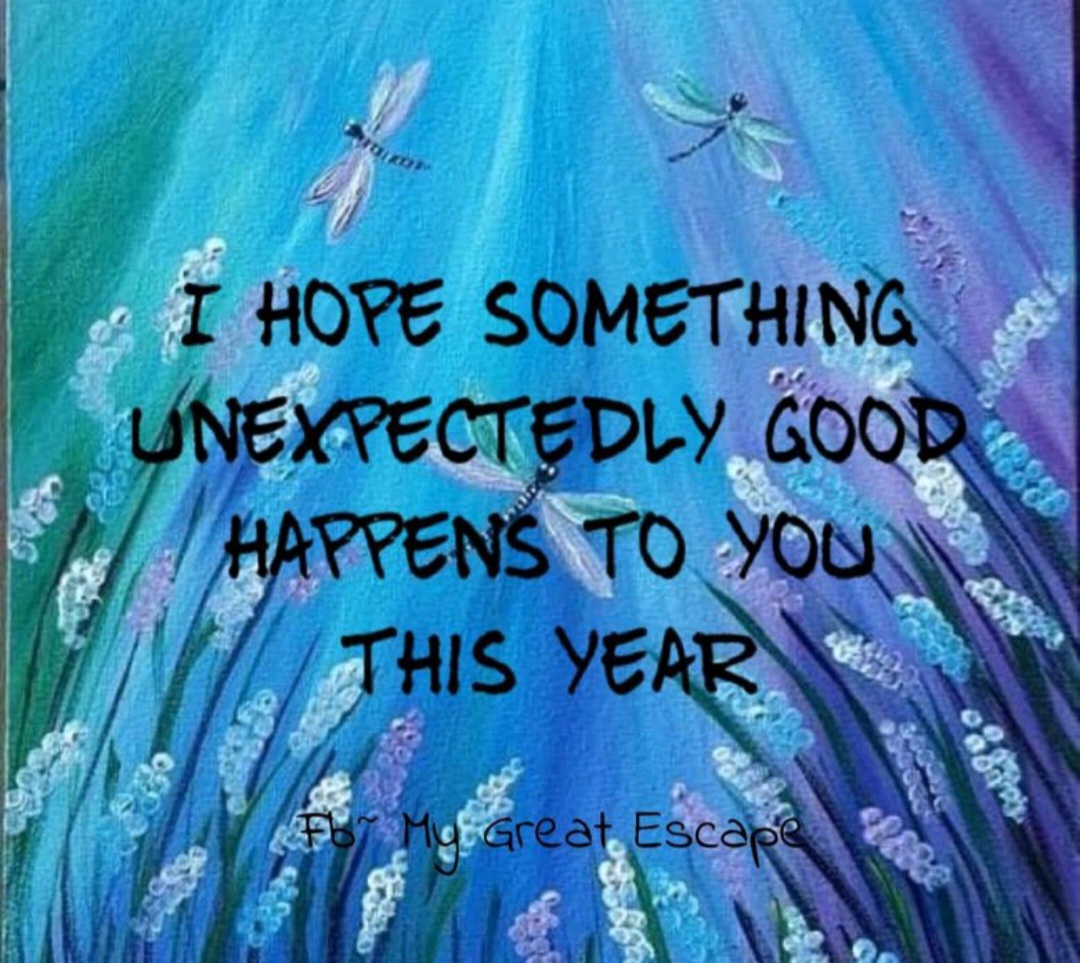 I HOPE SOMETHING
UNEXPECTEDLY GOOD
HAPPENS TO YOU
THIS YEAR
Fb~ My Great Escape